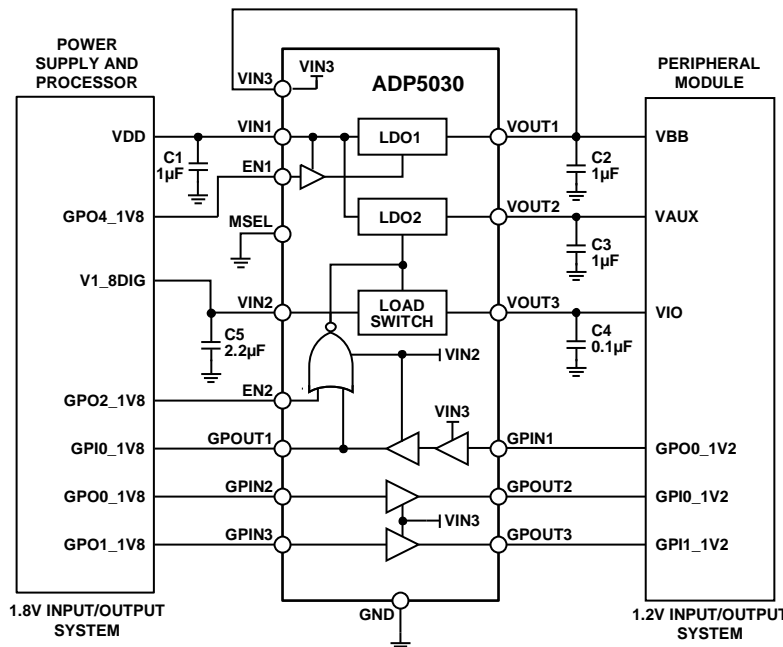 POWER
SUPPLY AND
PROCESSOR
VDD
GPO4_1V8
V1_8DIG
GPO2_1V8
GPI0_1V8
GPO0_1V8
GPO1_1V8
1.8V INPUT/OUTPUT
SYSTEM
C1
1µF
C5
2.2µF
VIN3
VIN1
EN1
MSEL
VIN2
EN2
GPOUT1
GPIN2
GPIN3
GND
VIN3
ADP5030
LDO1
LDO2
LOAD
SWITCH
VIN2
VIN3
VIN3
VOUT1
VOUT2
VOUT3
GPIN1
GPOUT2
GPOUT3
C2
1µF
C3
1µF
C4
0.1µF
PERIPHERAL
MODULE
VBB
VAUX
VIO
GPO0_1V2
GPI0_1V2
GPI1_1V2
1.2V INPUT/OUTPUT
SYSTEM